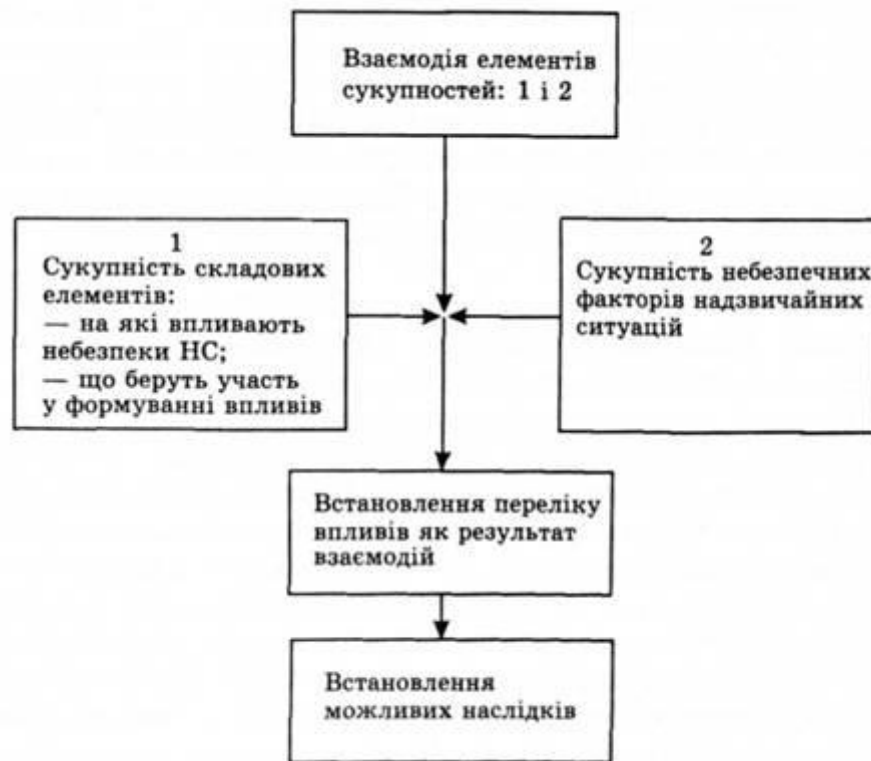 Взаємодія елементів
сукупностей: 1 і 2
1
Сукупність складових
елементів:
— на які впливають
небезпеки НС;
— що беруть участь
у формуванні впливів
2
Сукупність небезпечних
факторів надзвичайних
ситуацій
Встановлення переліку
впливів як результат
взаємодій
Встановлення
можливих наслідків